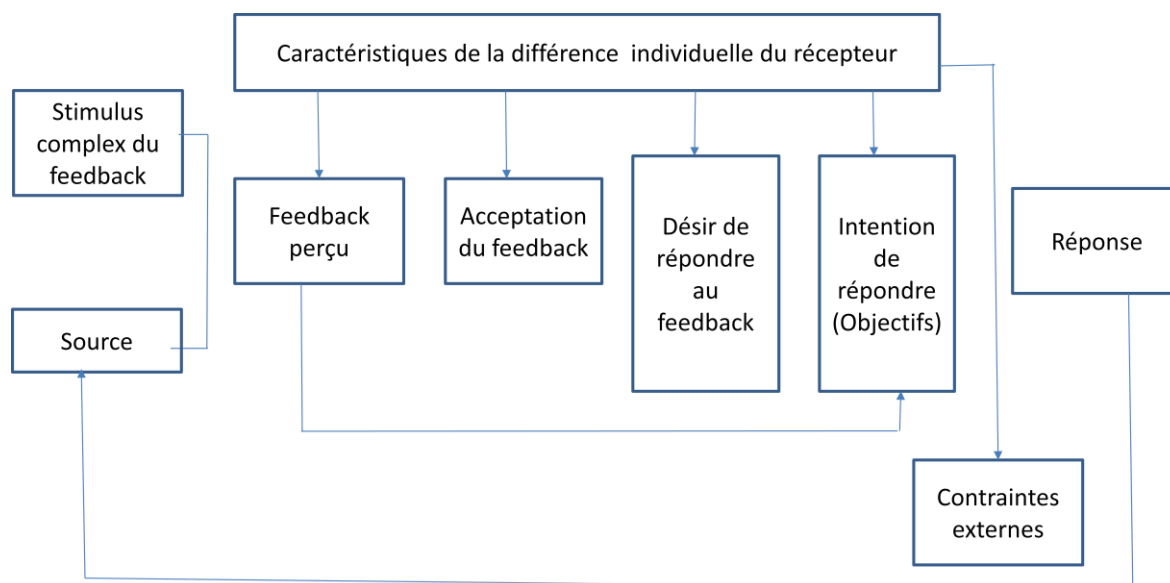 Caractéristiques de la différence individuelle du récepteur
Stimulus
complex du
feedback
Feedback
perçu
Acceptation
du feedback
Désir de
répondre
au
feedback
Intention
de
répondre
(Objectifs)
Réponse
Source
Contraintes
externes